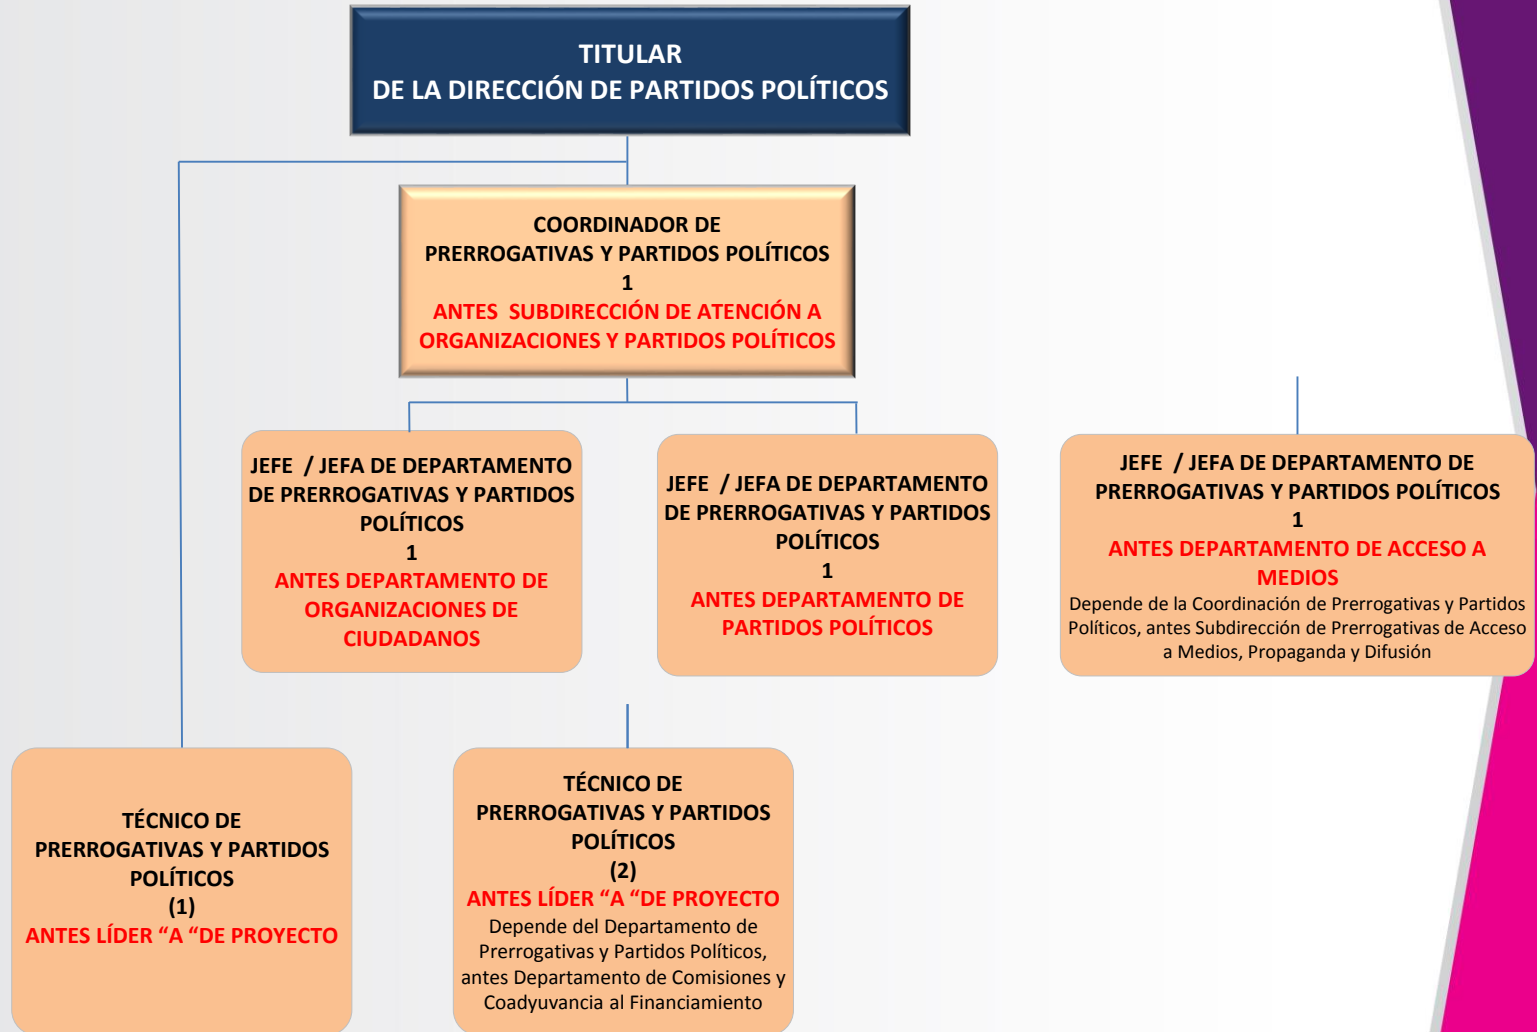 TITULAR
DE LA DIRECCIÓN DE PARTIDOS POLÍTICOS
COORDINADOR DE
PRERROGATIVAS Y PARTIDOS POLÍTICOS
1
ANTES  SUBDIRECCIÓN DE ATENCIÓN A
ORGANIZACIONES Y PARTIDOS POLÍTICOS
JEFE  / JEFA DE DEPARTAMENTO
DE PRERROGATIVAS Y PARTIDOS
POLÍTICOS
1
ANTES DEPARTAMENTO DE
ORGANIZACIONES DE
CIUDADANOS
JEFE  / JEFA DE DEPARTAMENTO
DE PRERROGATIVAS Y PARTIDOS
POLÍTICOS
1
ANTES DEPARTAMENTO DE
PARTIDOS POLÍTICOS
JEFE  / JEFA DE DEPARTAMENTO DE
PRERROGATIVAS Y PARTIDOS POLÍTICOS
1
ANTES DEPARTAMENTO DE ACCESO A
MEDIOS
Depende de la Coordinación de Prerrogativas y Partidos
Políticos, antes Subdirección de Prerrogativas de Acceso
a Medios, Propaganda y Difusión
TÉCNICO DE
PRERROGATIVAS Y PARTIDOS
POLÍTICOS
(1)
ANTES LÍDER “A “DE PROYECTO
TÉCNICO DE
PRERROGATIVAS Y PARTIDOS
POLÍTICOS
(2)
ANTES LÍDER “A “DE PROYECTO
Depende del Departamento de
Prerrogativas y Partidos Políticos,
antes Departamento de Comisiones y
Coadyuvancia al Financiamiento